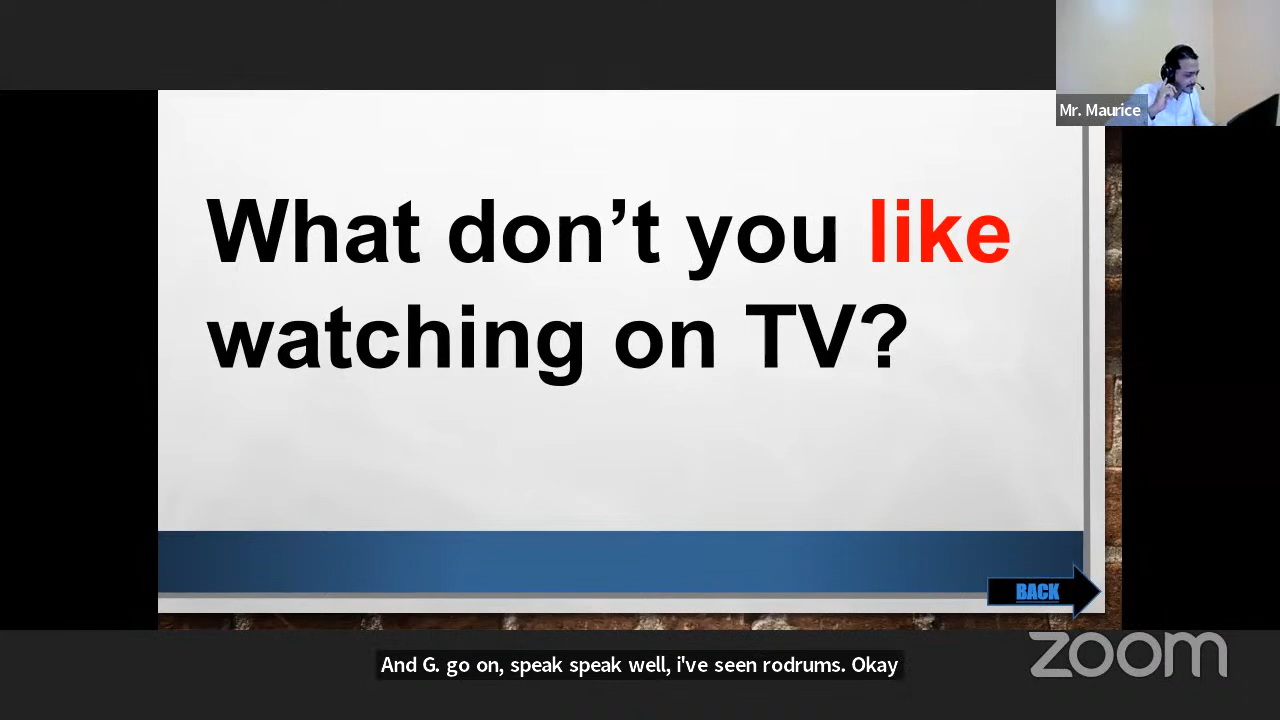 Mr. Maurice
What don’t you like
watching on TV?
BACK
zoom
And G. go on, speak speak well, i've seen rodrums. Okay